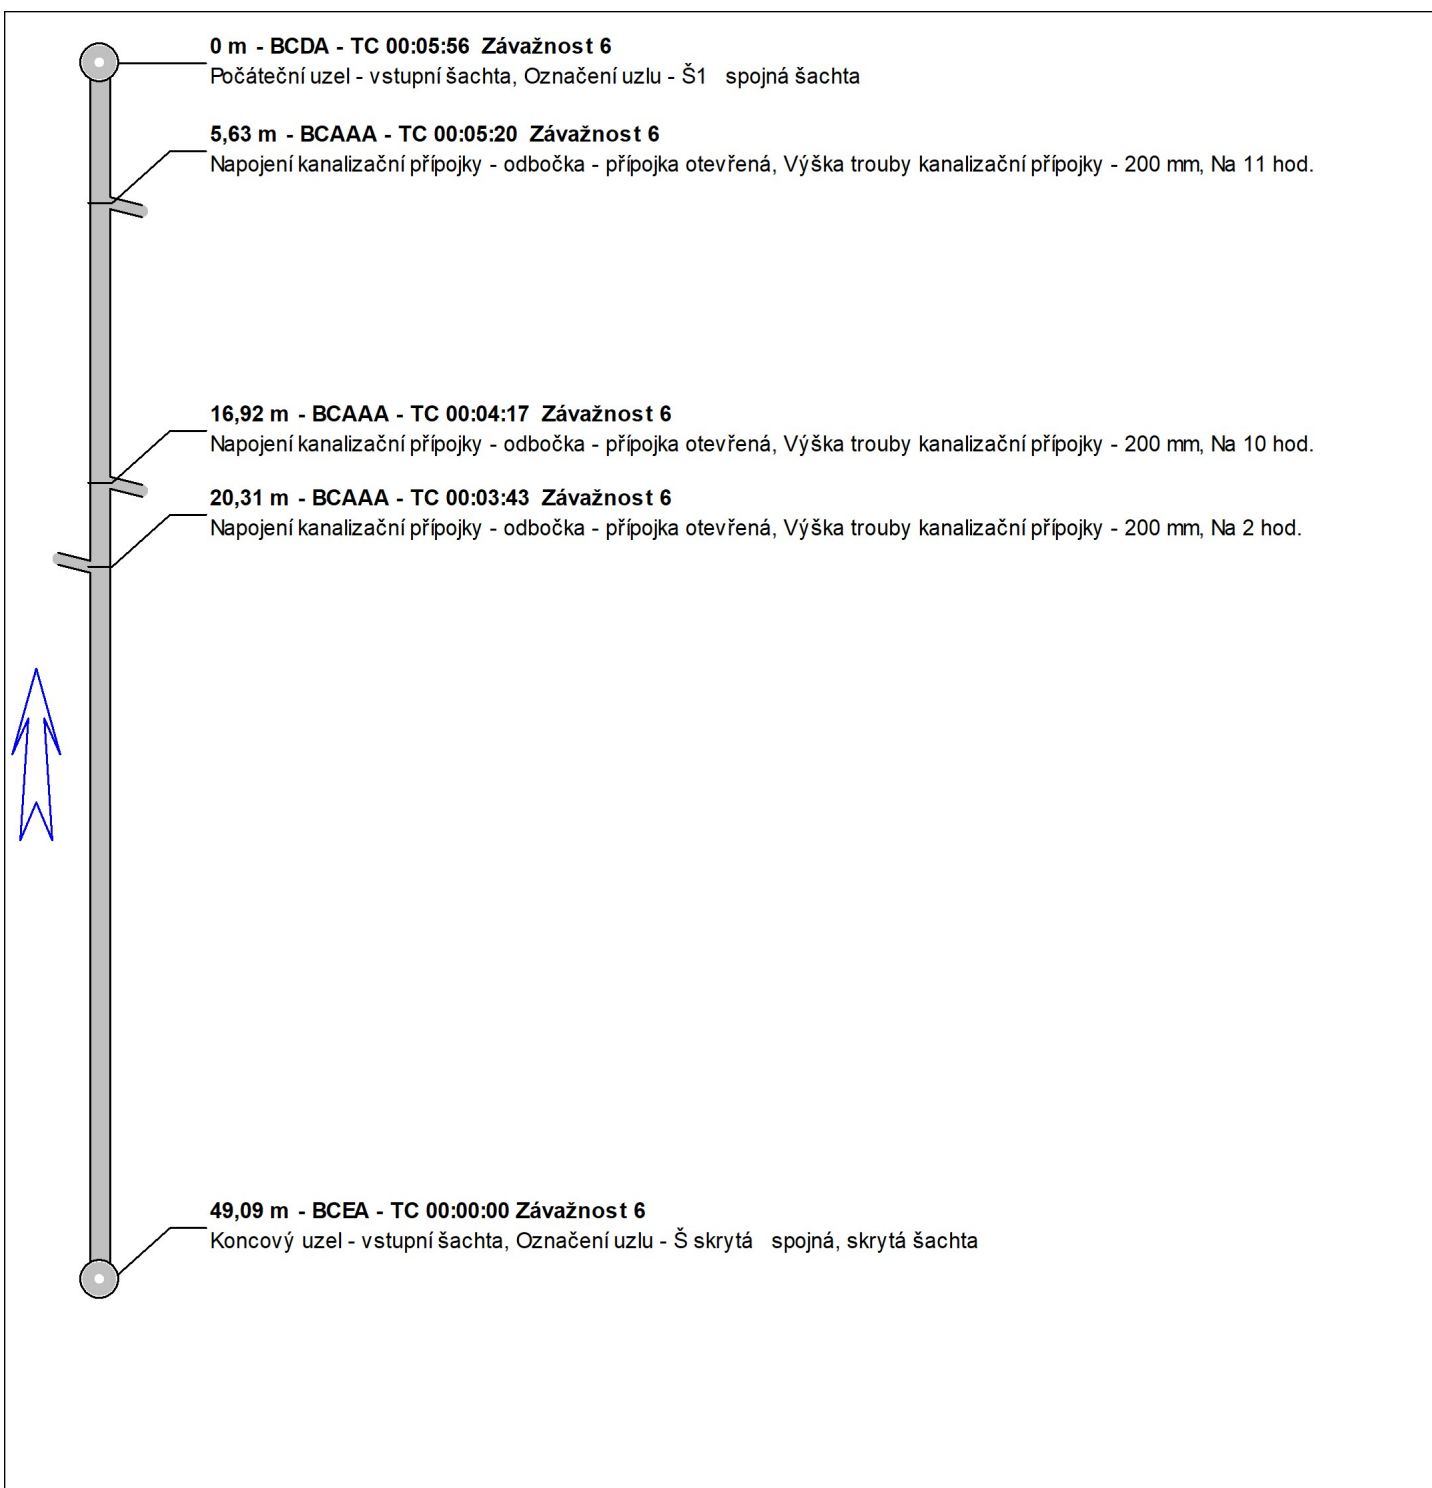 0 m - BCDA - TC 00:05:56 Závažnost 6
Počáteční uzel - vstupní šachta, Označení uzlu - Š1 spojná šachta
5,63 m - BCAAA - TC 00:05:20 Závažnost 6
Napojení kanalizační přípojky - odbočka - přípojka otevřená, Výška trouby kanalizační přípojky - 200 mm, Na 11 hod.
16,92 m - BCAAA - TC 00:04:17 Závažnost 6
Napojení kanalizační přípojky - odbočka - přípojka otevřená, Výška trouby kanalizační přípojky - 200 mm, Na 10 hod.
20,31 m - BCAAA - TC 00:03:43 Závažnost 6
Napojení kanalizační přípojky - odbočka - přípojka otevřená, Výška trouby kanalizační přípojky - 200 mm, Na 2 hod.
49,09 m - BCEA - TC 00:00:00 Závažnost 6
Koncový uzel - vstupní šachta, Označení uzlu - Š skrytá spojná, skrytá šachta